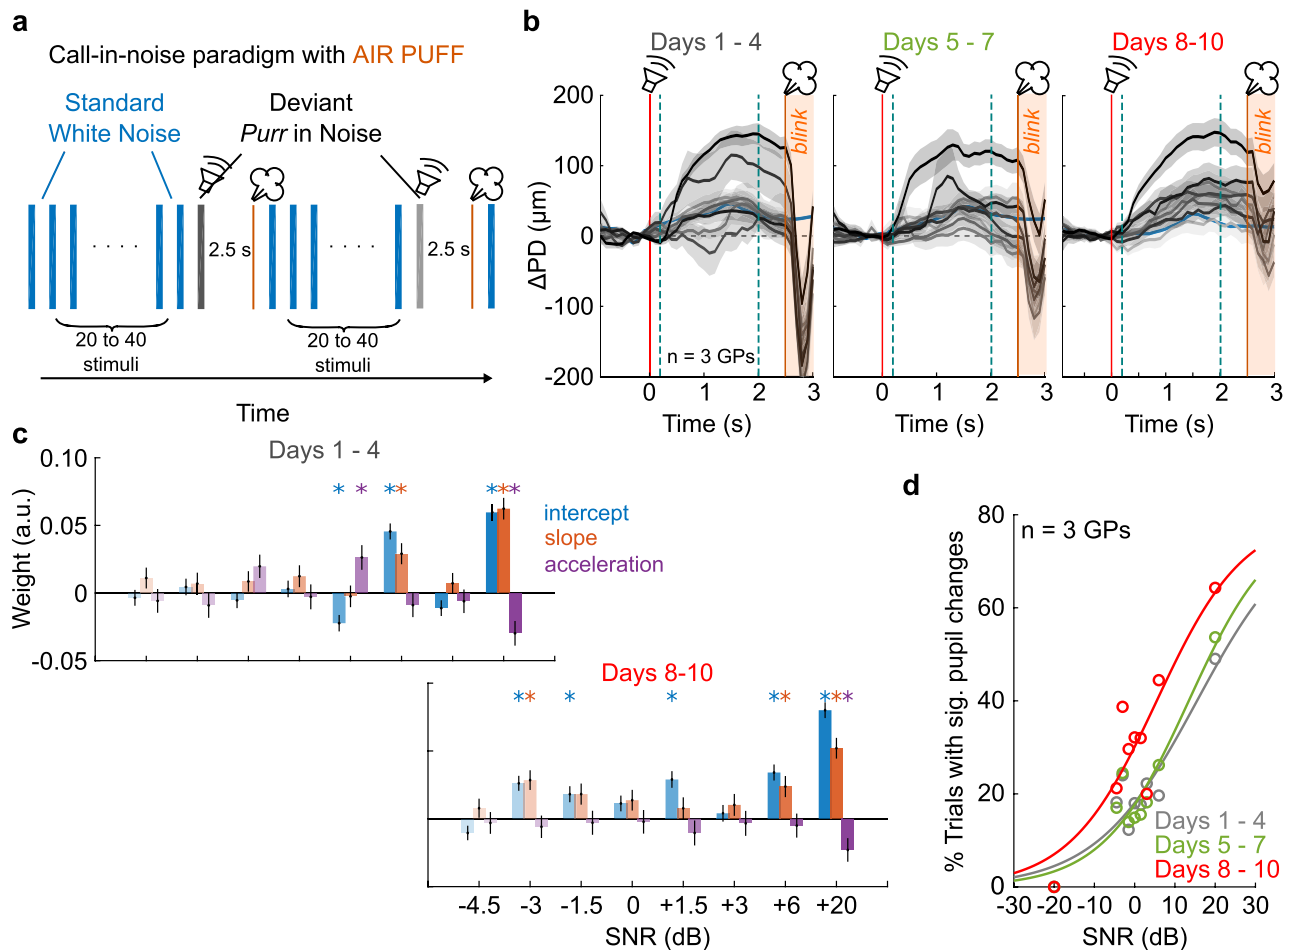 a
Call-in-noise paradigm with AIR PUFF
Standard
White Noise
Deviant
Purr in Noise
. . . .
2.5 s
. . . .
2.5 s
20 to 40
stimuli
20 to 40
stimuli
Time
b
Days 1 - 4
Days 5 - 7
Days 8-10
ΔPD (μm)
200
100
0
-100
-200
blink
blink
blink
n = 3 GPs
0 1 2 3
0 1 2 3
0 1 2 3
Time (s)
Time (s)
Time (s)
c
Days 1 - 4
Weight (a.u.)
0.10
0.05
0
-0.05
* * * * * * *
intercept
slope
acceleration
Days 8-10
* * * * * * * * *
-4.5 -3 -1.5 0 +1.5 +3 +6 +20
SNR (dB)
d
n = 3 GPs
% Trials with sig. pupil changes
80
60
40
20
0
Days 1 - 4
Days 5 - 7
Days 8 - 10
-30 -20 -10 0 10 20 30
SNR (dB)